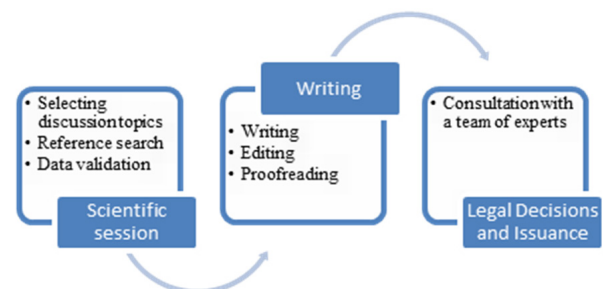 • Selecting
discussion topics
• Reference search
• Data validation
Scientific
session
Writing
• Writing
• Editing
• Proofreading
• Consultation with
a team of experts
Legal Decisions
and Issuance